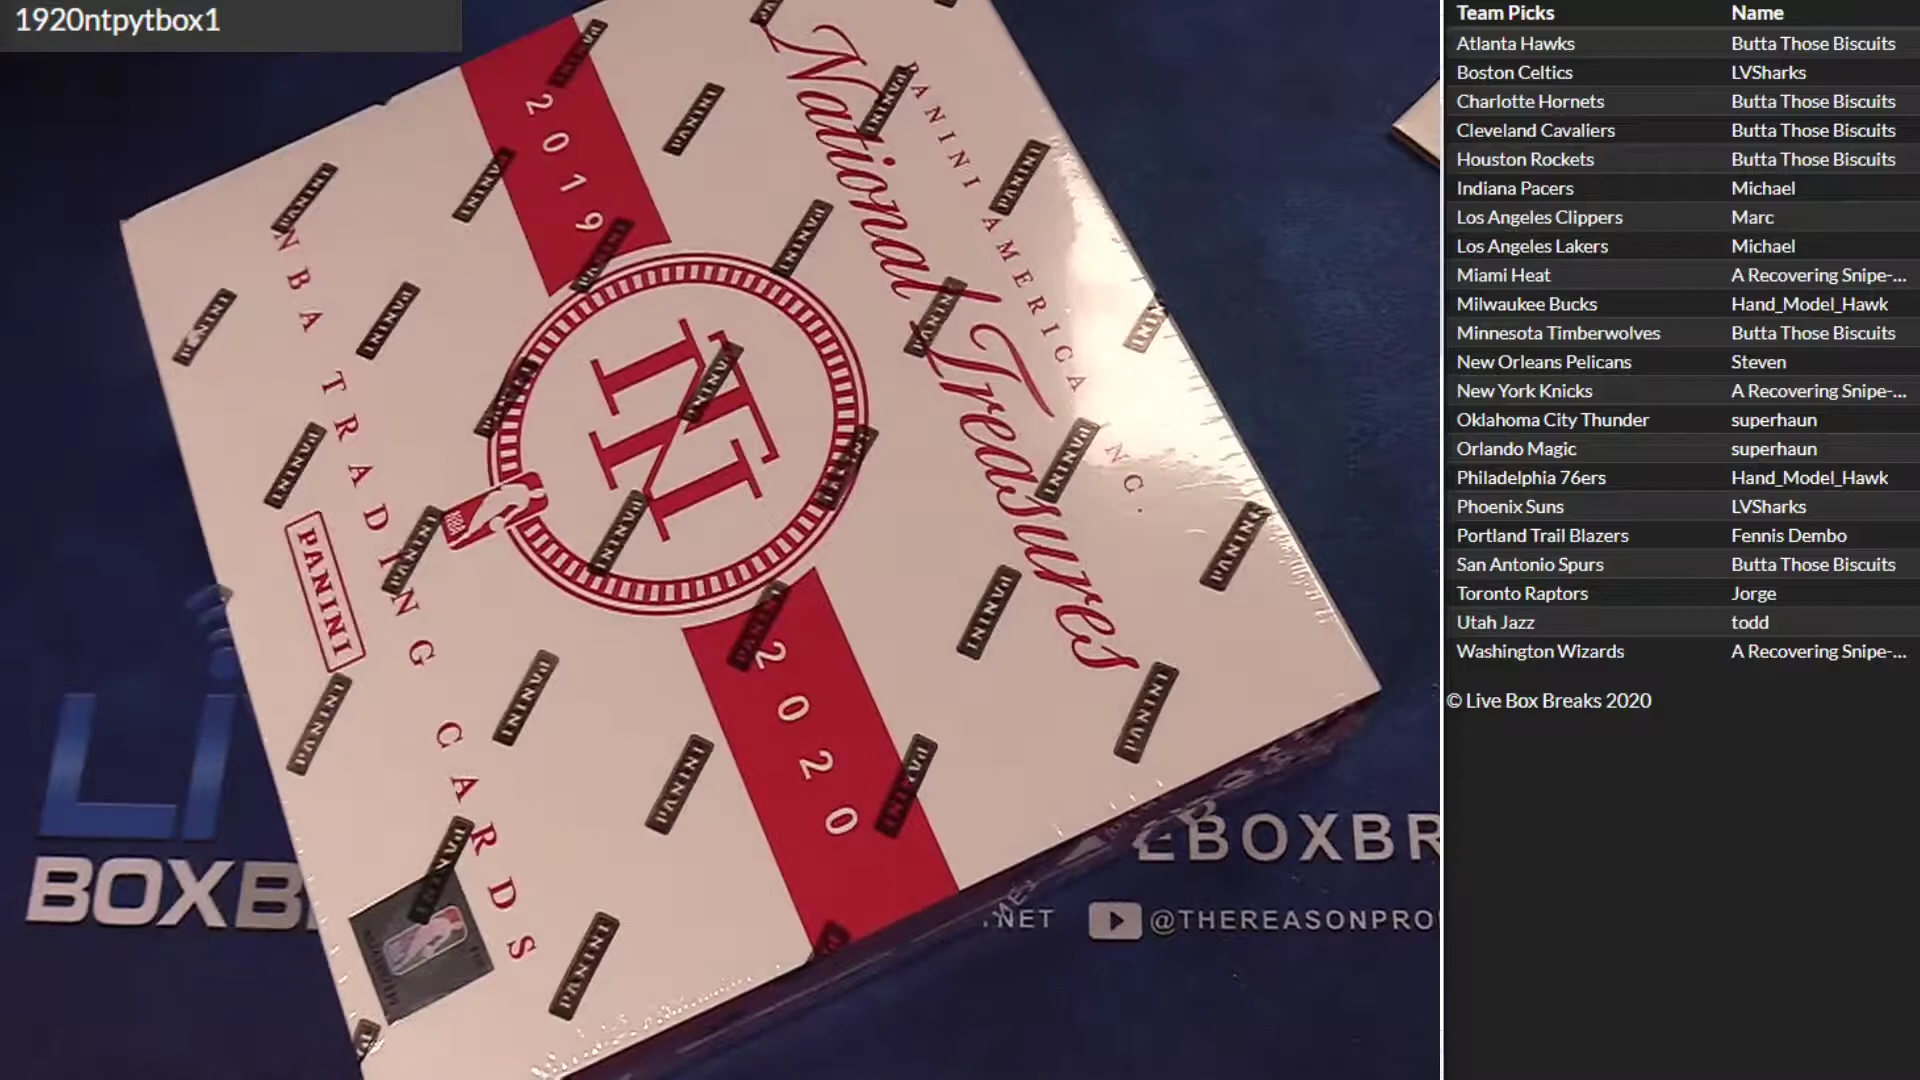 1920ntpytbox1
Team Picks Name
Atlanta Hawks Butta Those Biscuits
Boston Celtics LVSharks
Charlotte Hornets Butta Those Biscuits
Cleveland Cavaliers Butta Those Biscuits
Houston Rockets Butta Those Biscuits
Indiana Pacers Michael
Los Angeles Clippers Marc
Los Angeles Lakers Michael
Miami Heat A Recovering Snipe-...
Milwaukee Bucks Hand_Model_Hawk
Minnesota Timberwolves Butta Those Biscuits
New Orleans Pelicans Steven
New York Knicks A Recovering Snipe-...
Oklahoma City Thunder superhaun
Orlando Magic superhaun
Philadelphia 76ers Hand_Model_Hawk
Phoenix Suns LVSharks
Portland Trail Blazers Fennis Dembo
San Antonio Spurs Butta Those Biscuits
Toronto Raptors Jorge
Utah Jazz todd
Washington Wizards A Recovering Snipe-...
© Live Box Breaks 2020
PANINI AMERICA INC.
National Treasures
2019
NT
2020
NBA TRADING CARDS
PANINI
Li
BOXB
EBOXBR
.NET @THEREASONPRO